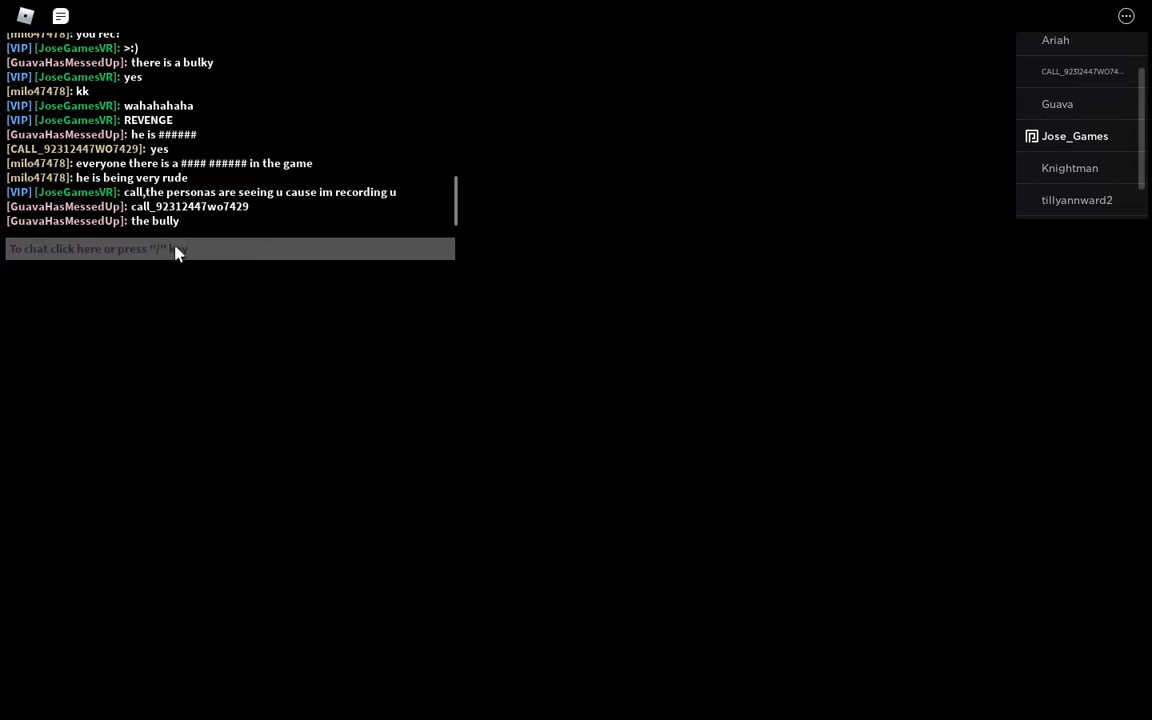 [milo47478]: you rec?
[VIP] [JoseGamesVR]: >:)
[GuavaHasMessedUp]: there is a bulky
[VIP] [JoseGamesVR]: yes
[milo47478]: kk
[VIP] [JoseGamesVR]: wahahahaha
[VIP] [JoseGamesVR]: REVENGE
[GuavaHasMessedUp]: he is ######
[CALL_92312447WO7429]: yes
[milo47478]: everyone there is a #### ###### in the game
[milo47478]: he is being very rude
[VIP] [JoseGamesVR]: call,the personas are seeing u cause im recording u
[GuavaHasMessedUp]: call_92312447wo7429
[GuavaHasMessedUp]: the bully
To chat click here or press "/" key
Ariah
CALL_92312447WO74...
Guava
Jose_Games
Knightman
tillyannward2